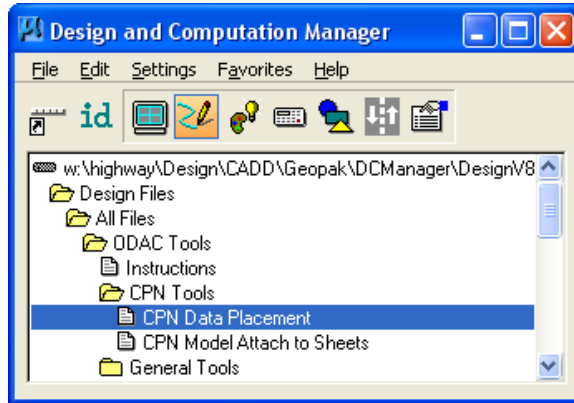 Design and Computation Manager
File Edit Settings Favorites Help
id
w:\highway\Design\CADD\Geopak\DCManager\DesignV8
Design Files
All Files
ODAC Tools
Instructions
CPN Tools
CPN Data Placement
CPN Model Attach to Sheets
General Tools